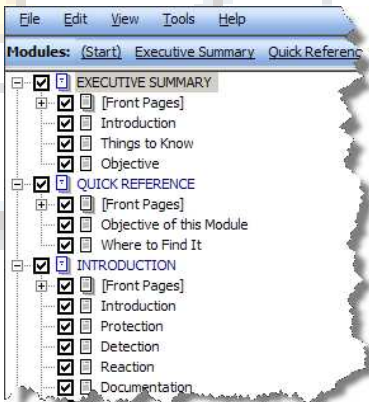 File Edit View Tools Help
Modules: (Start) Executive Summary Quick Referenc
EXECUTIVE SUMMARY
[Front Pages]
Introduction
Things to Know
Objective
QUICK REFERENCE
[Front Pages]
Objective of this Module
Where to Find It
INTRODUCTION
[Front Pages]
Introduction
Protection
Detection
Reaction
Documentation